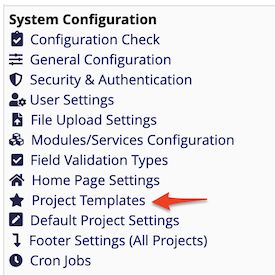 System Configuration
Configuration Check
General Configuration
Security & Authentication
User Settings
File Upload Settings
Modules/Services Configuration
Field Validation Types
Home Page Settings
Project Templates
Default Project Settings
Footer Settings (All Projects)
Cron Jobs